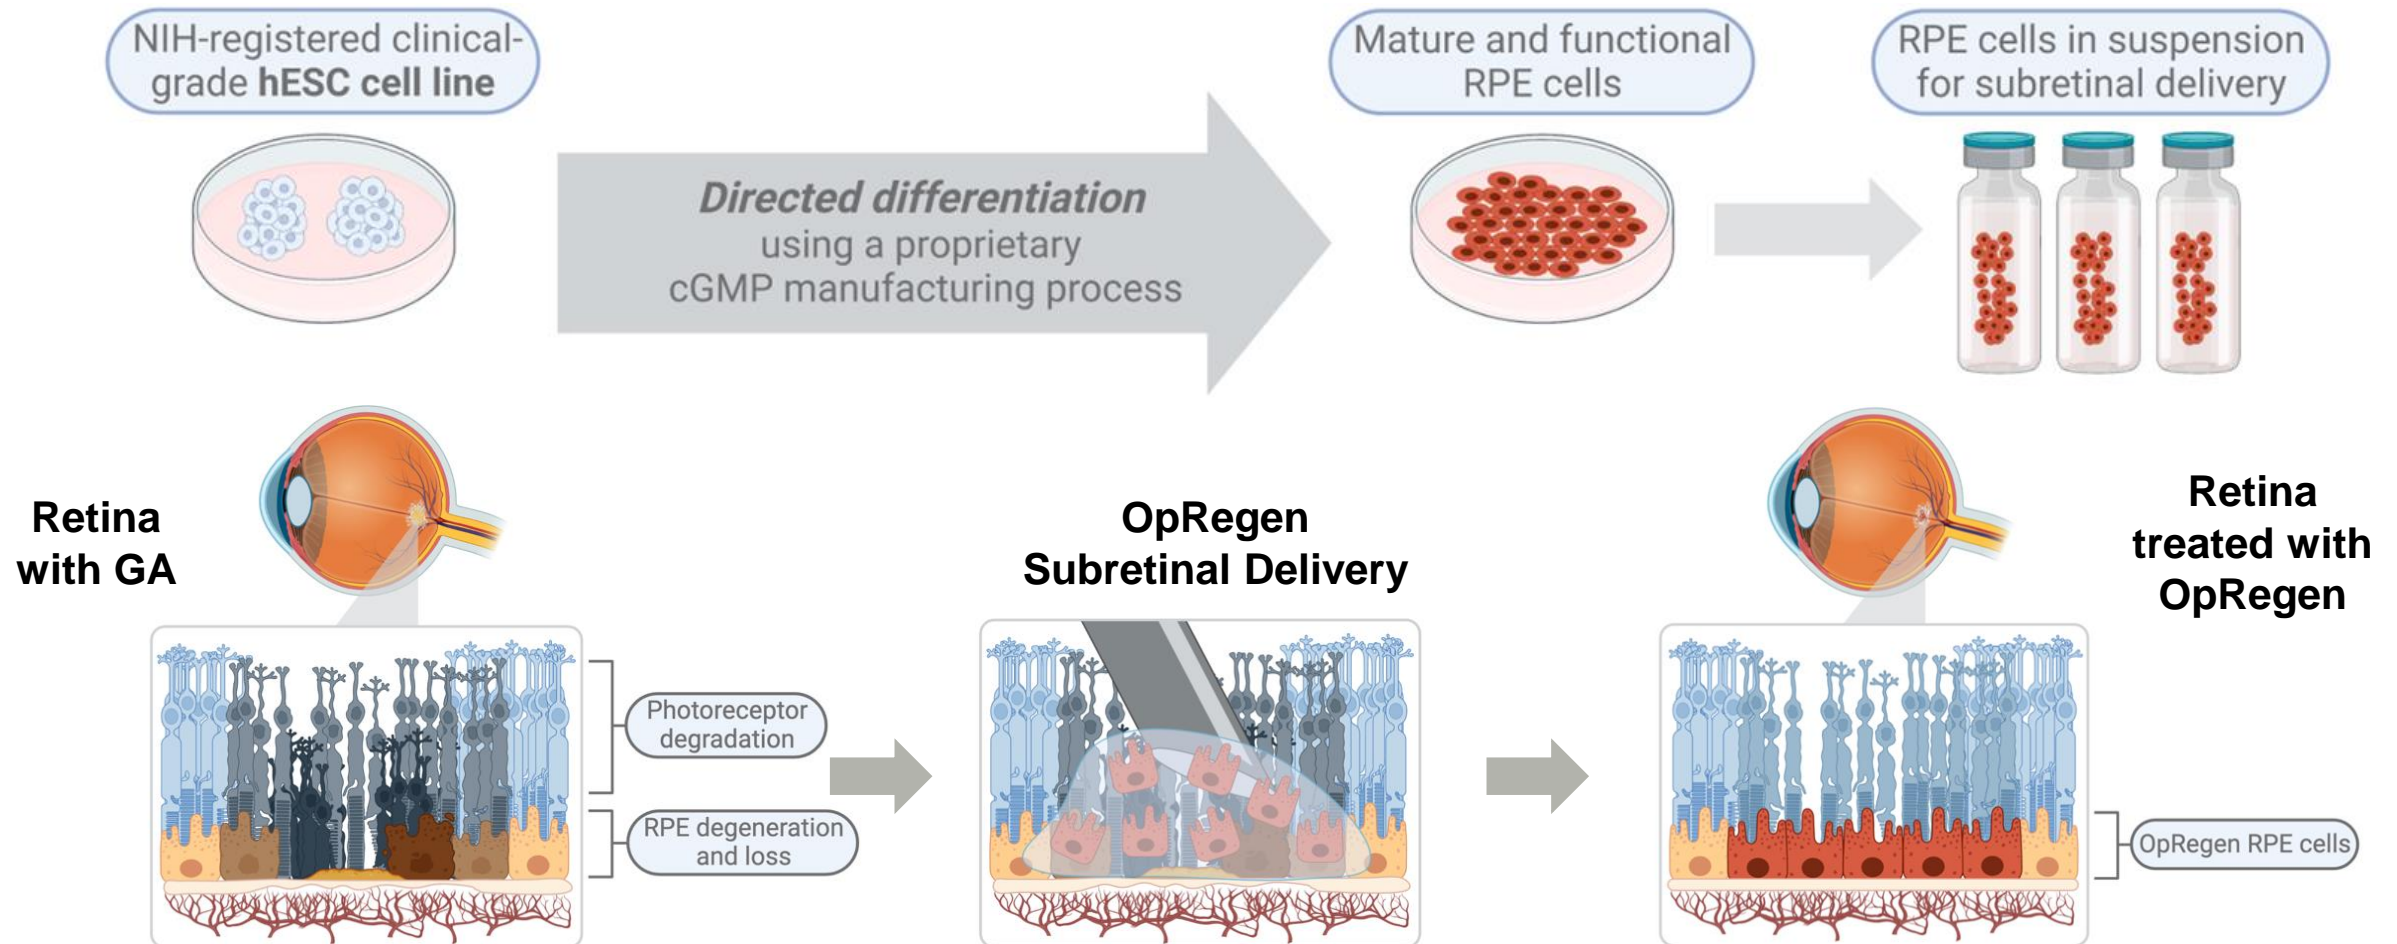 NIH-registered clinical-
grade hESC cell line
Directed differentiation
using a proprietary
cGMP manufacturing process
Mature and functional
RPE cells
RPE cells in suspension
for subretinal delivery
Retina
with GA
Photoreceptor
degradation
RPE degeneration
and loss
OpRegen
Subretinal Delivery
Retina
treated with
OpRegen
OpRegen RPE cells